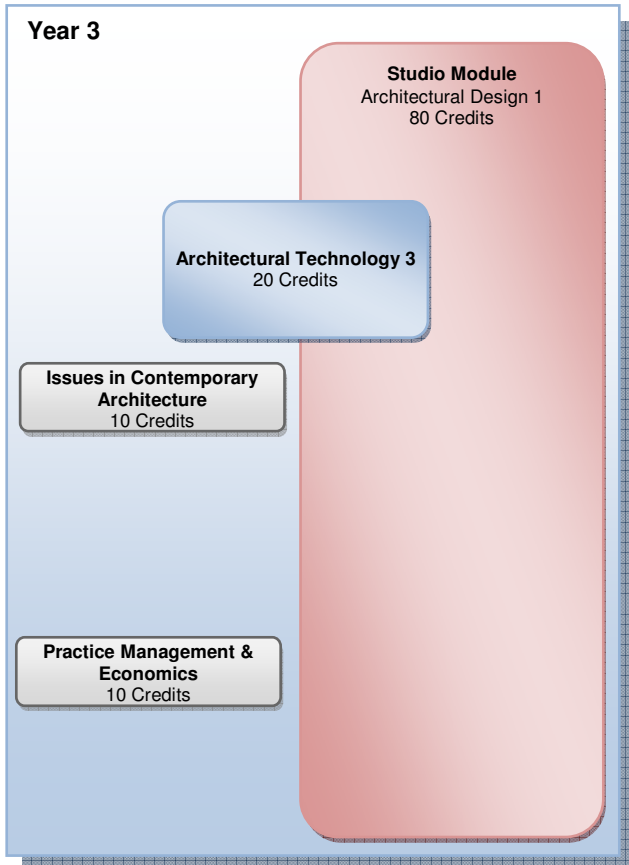 Year 3
Studio Module
Architectural Design 1
80 Credits
Architectural Technology 3
20 Credits
Issues in Contemporary
Architecture
10 Credits
Practice Management &
Economics
10 Credits